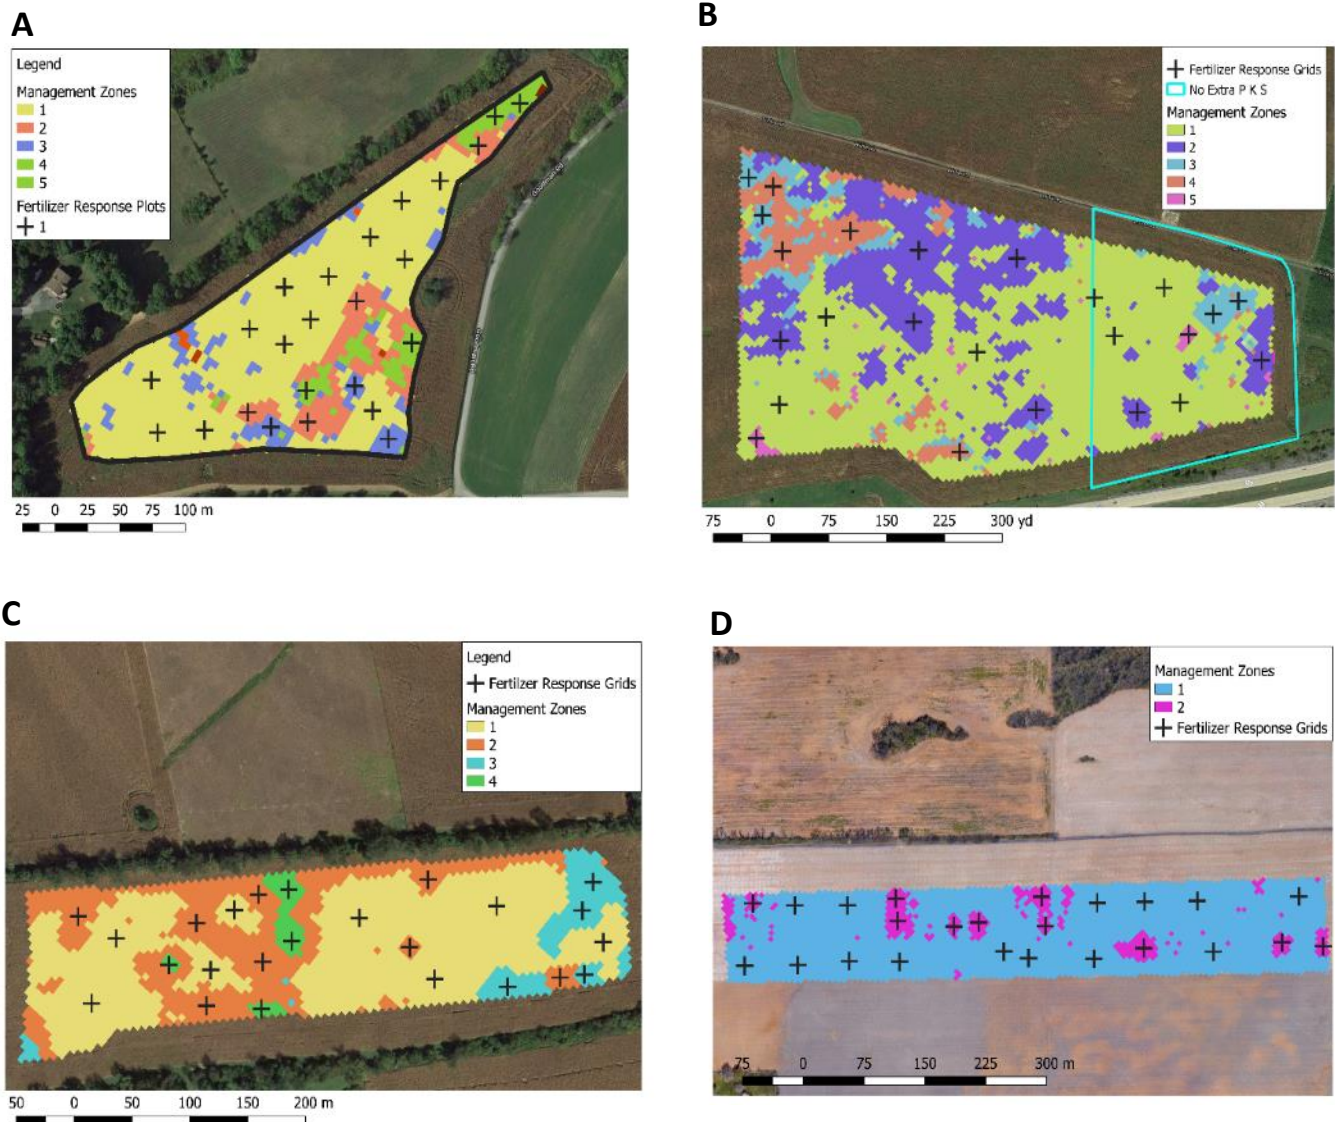 A
Legend
Management Zones
1
2
3
4
5
Fertilizer Response Plots
1
25 0 25 50 75 100 m
B
Fertilizer Response Grids
No Extra P K S
Management Zones
1
2
3
4
5
75 0 75 150 225 300 yd
C
Legend
Fertilzer Response Grids
Management Zones
1
2
3
4
50 0 50 100 150 200 m
D
Management Zones
1
2
Fertilizer Response Grids
75 0 75 150 225 300 m